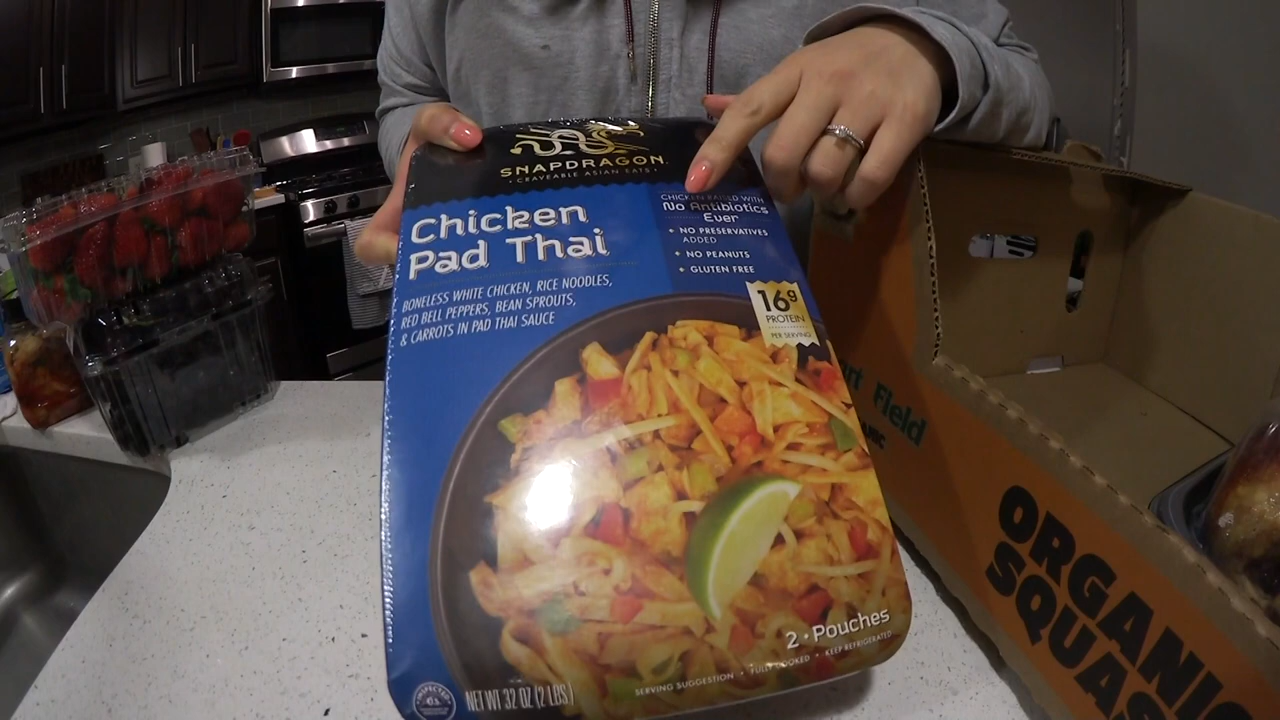 SNAPDRAGON
• CRAVEABLE ASIAN EATS •
Chicken
Pad Thai
BONELESS WHITE CHICKEN, RICE NOODLES,
RED BELL PEPPERS, BEAN SPROUTS,
& CARROTS IN PAD THAI SAUCE
CHICKEN RAISED WITH
No Antibiotics
Ever
• NO PRESERVATIVES
ADDED
• NO PEANUTS
• GLUTEN FREE
16g
PROTEIN
PER SERVING
2 • Pouches
SERVING SUGGESTION • FULLY COOKED • KEEP REFRIGERATED
INSPECTED
NET WT 32 OZ (2 LBS)
Field
ORGANIC
SQUAS